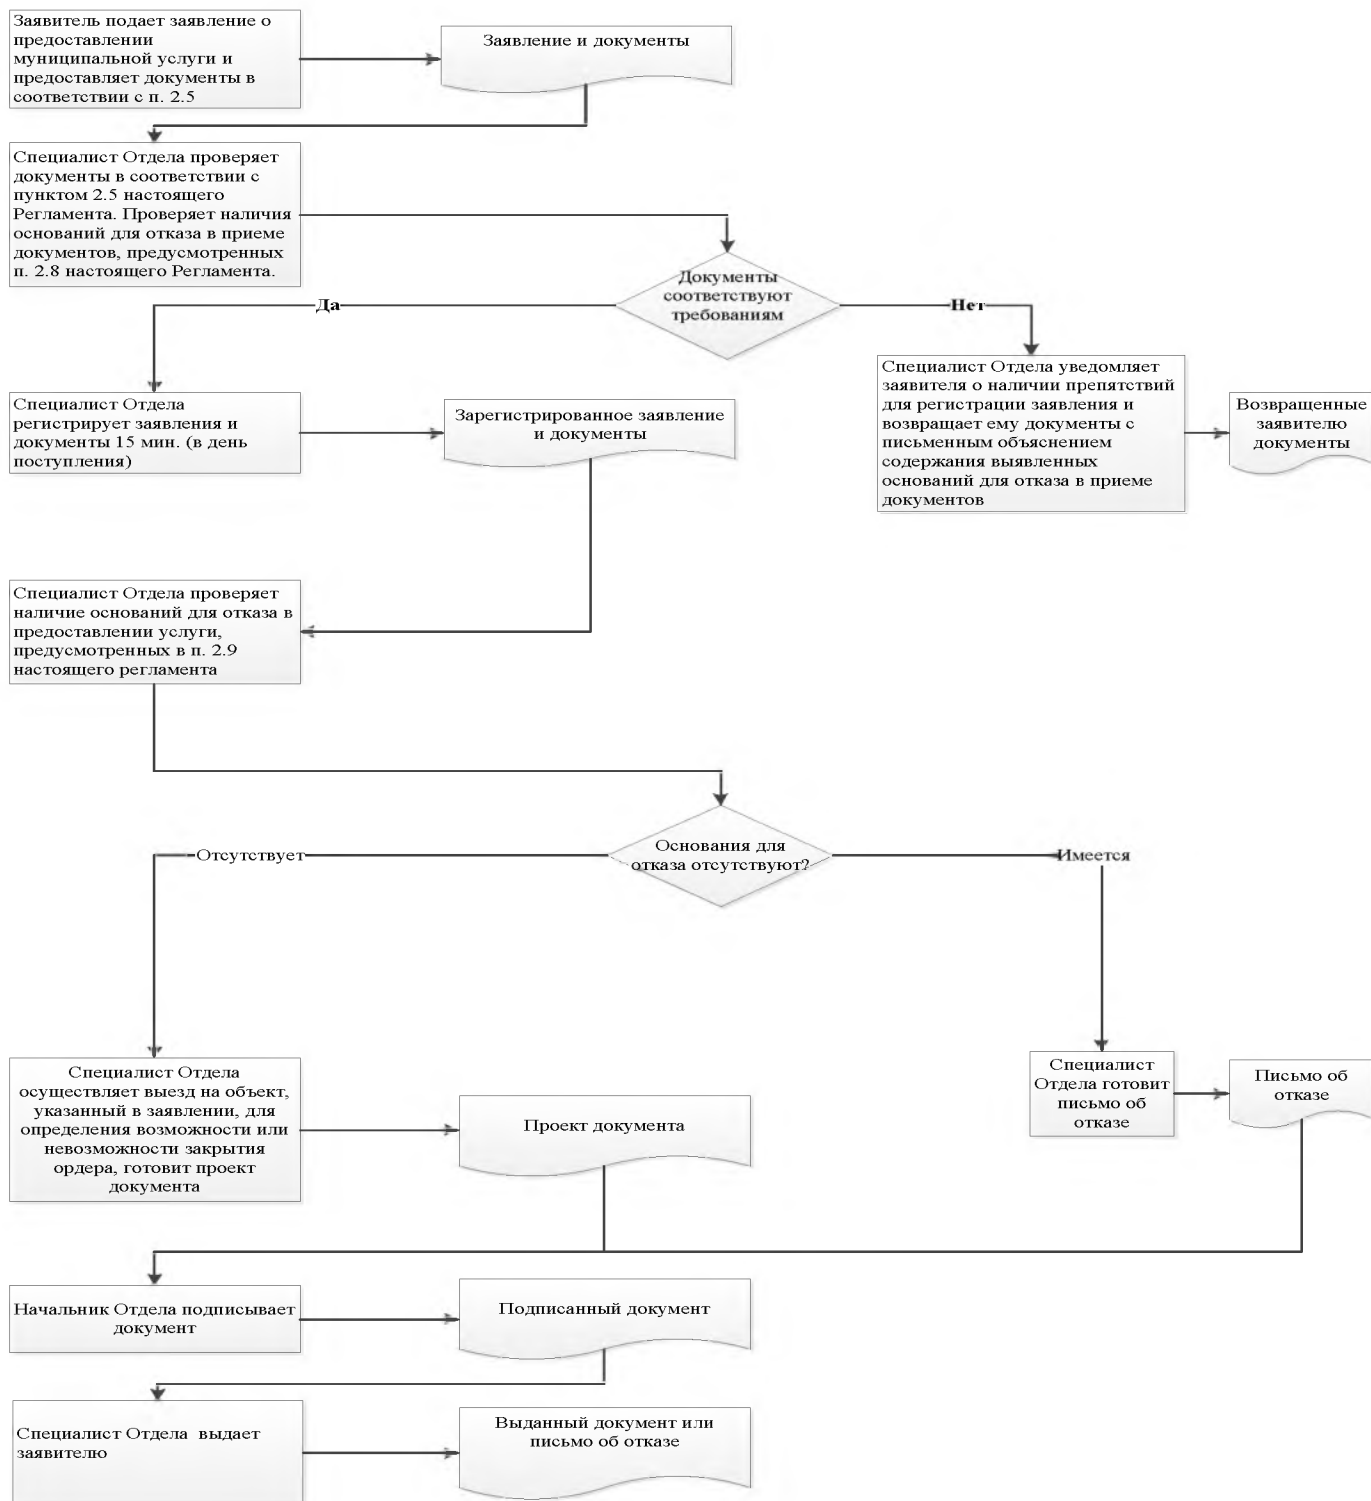 Заявитель подает заявление о
предоставлении
муниципальной услуги и
предоставляет документы в
соответствии с п. 2.5
Заявление и документы
Специалист Отдела проверяет
документы в соответствии с
пунктом 2.5 настоящего
Регламента. Проверяет наличия
оснований для отказа в приеме
документов, предусмотренных
п. 2.8 настоящего Регламента.
Документы
соответствуют
требованиям
Да
Нет
Специалист Отдела
регистрирует заявления и
документы 15 мин. (в день
поступления)
Зарегистрированное заявление
и документы
Специалист Отдела уведомляет
заявителя о наличии препятствий
для регистрации заявления и
возвращает ему документы с
письменным объяснением
содержания выявленных
оснований для отказа в приеме
документов
Возвращенные
заявителю
документы
Специалист Отдела проверяет
наличие оснований для отказа в
предоставлении услуги,
предусмотренных в п. 2.9
настоящего регламента
Основания для
отказа отсутствуют?
Отсутствует
Имеется
Специалист Отдела
осуществляет выезд на объект,
указанный в заявлении, для
определения возможности или
невозможности закрытия
ордера, готовит проект
документа
Проект документа
Специалист
Отдела готовит
письмо об
отказе
Письмо об
отказе
Начальник Отдела подписывает
документ
Подписанный документ
Специалист Отдела выдает
заявителю
Выданный документ или
письмо об отказе